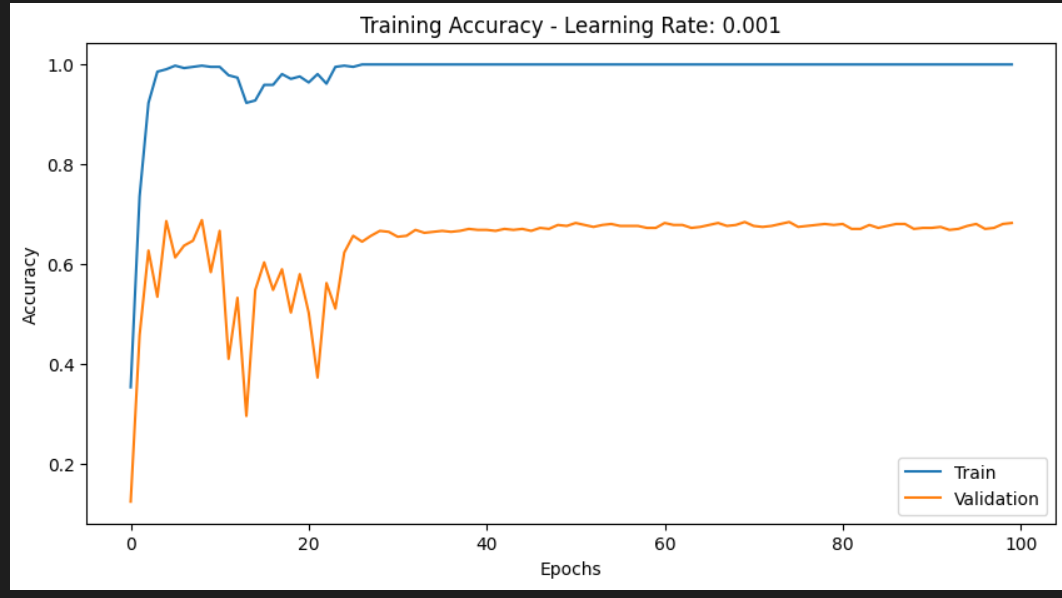 Training Accuracy - Learning Rate: 0.001
1.0
0.8
0.6
0.4
0.2
Accuracy
Train
Validation
0 20 40 60 80 100
Epochs